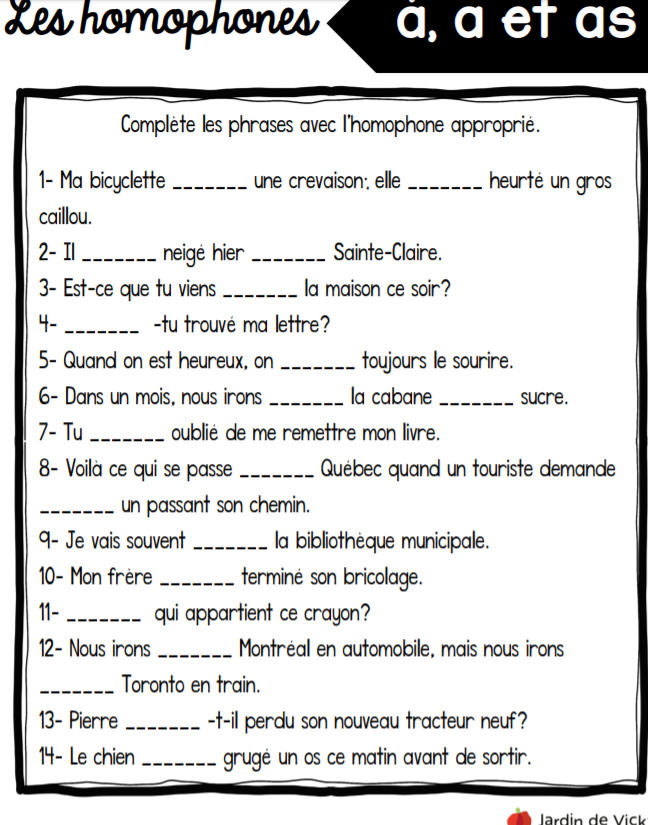 Les homophones
à, a et as
Complète les phrases avec l'homophone approprié.
1- Ma bicyclette _______ une crevaison; elle _______ heurté un gros
caillou.
2- Il _______ neigé hier _______ Sainte-Claire.
3- Est-ce que tu viens _______ la maison ce soir?
4- _______ -tu trouvé ma lettre?
5- Quand on est heureux, on _______ toujours le sourire.
6- Dans un mois, nous irons _______ la cabane _______ sucre.
7- Tu _______ oublié de me remettre mon livre.
8- Voilà ce qui se passe _______ Québec quand un touriste demande
_______ un passant son chemin.
9- Je vais souvent _______ la bibliothèque municipale.
10- Mon frère _______ terminé son bricolage.
11- _______ qui appartient ce crayon?
12- Nous irons _______ Montréal en automobile, mais nous irons
_______ Toronto en train.
13- Pierre _______ -t-il perdu son nouveau tracteur neuf?
14- Le chien _______ grugé un os ce matin avant de sortir.
Jardin de Vick